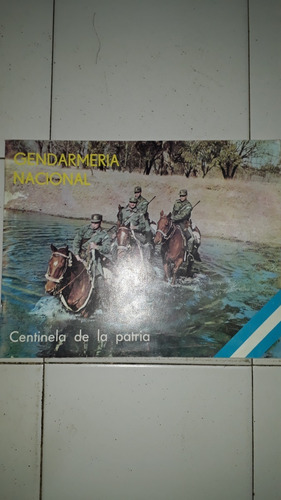 GENDARMERIA
NACIONAL
Centinela de la patria